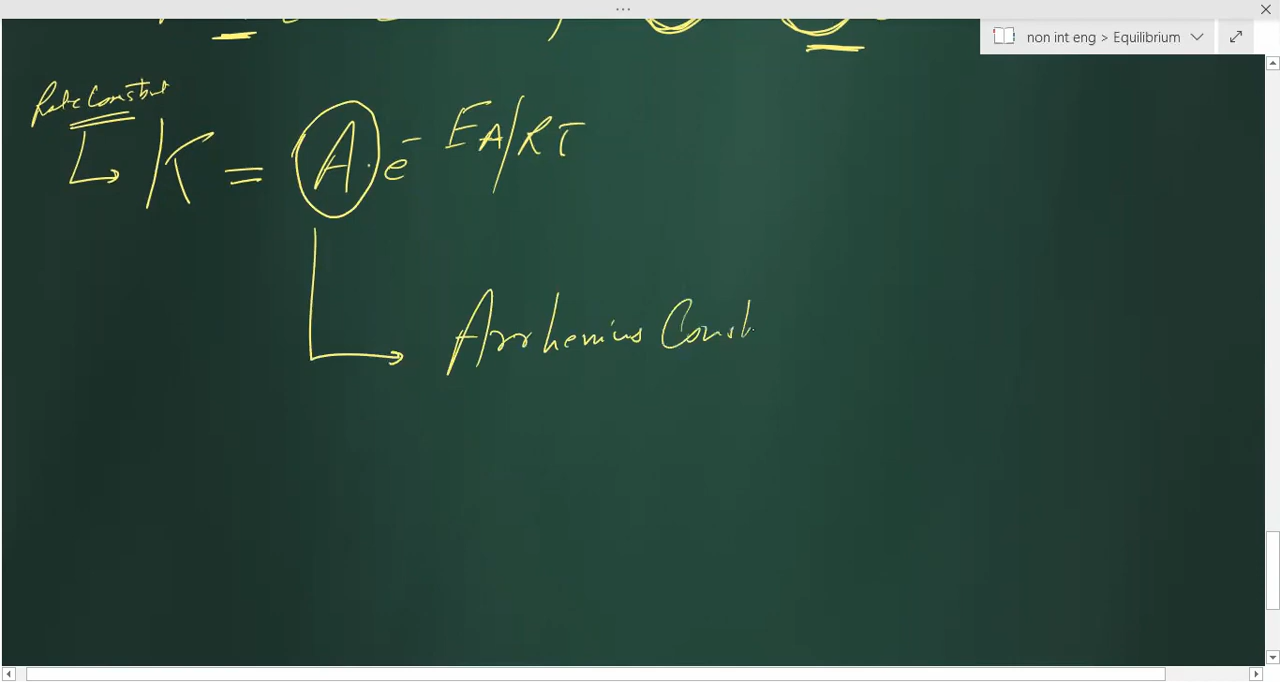 non int eng > Equilibrium
Rate Constant
K = A e^- EA/RT
Arrhenius Const